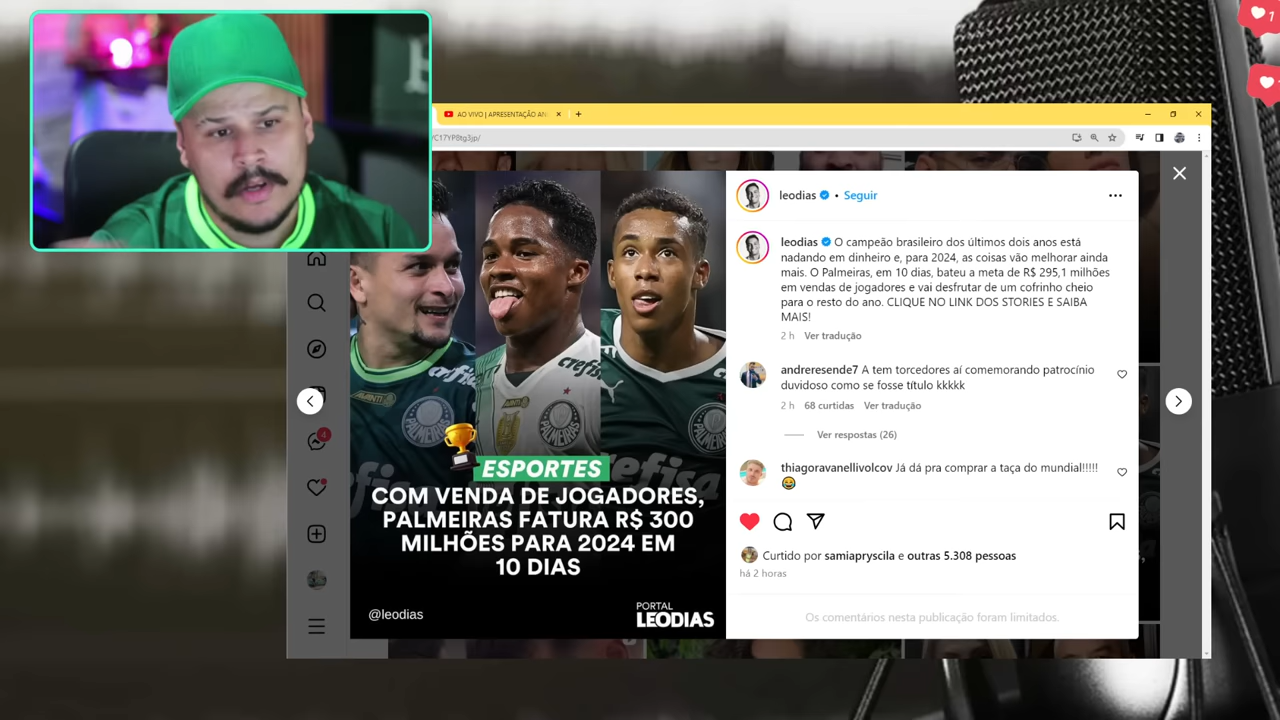 AO VIVO | APRESENTAÇÃO AN
/C17YP8tg3jp/
leodias • Seguir
leodias O campeão brasileiro dos últimos dois anos está
nadando em dinheiro e, para 2024, as coisas vão melhorar ainda
mais. O Palmeiras, em 10 dias, bateu a meta de R$ 295,1 milhões
em vendas de jogadores e vai desfrutar de um cofrinho cheio
para o resto do ano. CLIQUE NO LINK DOS STORIES E SAIBA
MAIS!
2 h Ver tradução
andreresende7 A tem torcedores aí comemorando patrocínio
duvidoso como se fosse título kkkkk
2 h 68 curtidas Ver tradução
Ver respostas (26)
thiagoravanellivolcov Já dá pra comprar a taça do mundial!!!!!
😂
Curtido por samiapryscila e outras 5.308 pessoas
há 2 horas
Os comentários nesta publicação foram limitados.
4
1
crefisa
AVANTI
PALMEIRAS
ESPORTES
COM VENDA DE JOGADORES,
PALMEIRAS FATURA R$ 300
MILHÕES PARA 2024 EM
10 DIAS
@leodias
PORTAL
LEODIAS